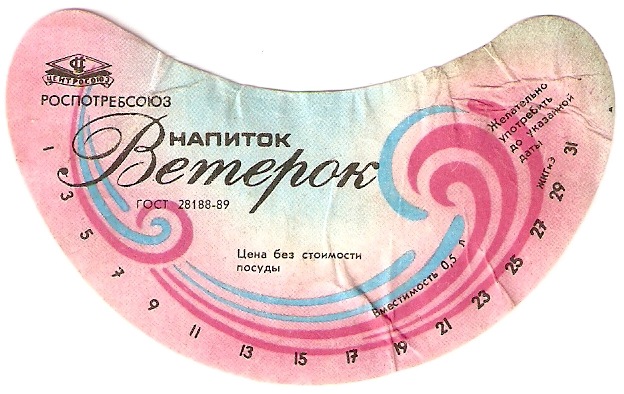 ЦЕНТРОСОЮЗ
РОСПОТРЕБСОЮЗ
НАПИТОК
Ветерок
ГОСТ 28188-89
Цена без стоимости
посуды
Вместимость 0,5 л
Желательно
употребить
до указанной
даты
ЖКГиЭ
1
3
5
7
9
11
13
15
17
19
21
23
25
27
29
31